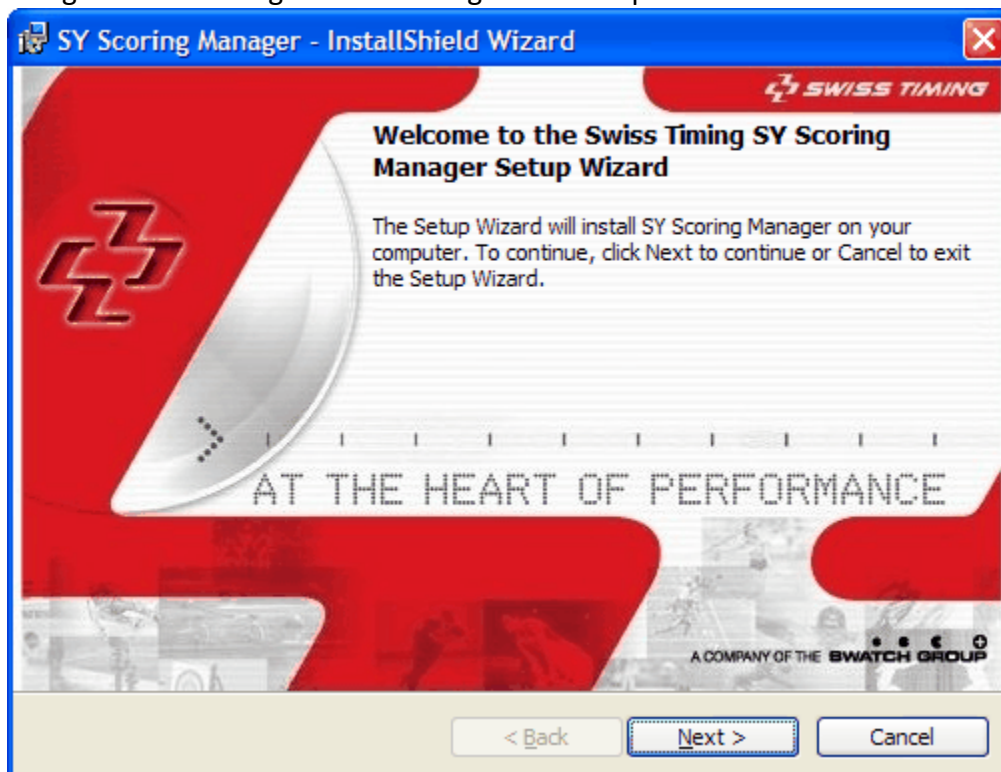 SY Scoring Manager - InstallShield Wizard
SWISS TIMING
Welcome to the Swiss Timing SY Scoring
Manager Setup Wizard
The Setup Wizard will install SY Scoring Manager on your
computer. To continue, click Next to continue or Cancel to exit
the Setup Wizard.
AT THE HEART OF PERFORMANCE
A COMPANY OF THE SWATCH GROUP
< Back
Next >
Cancel